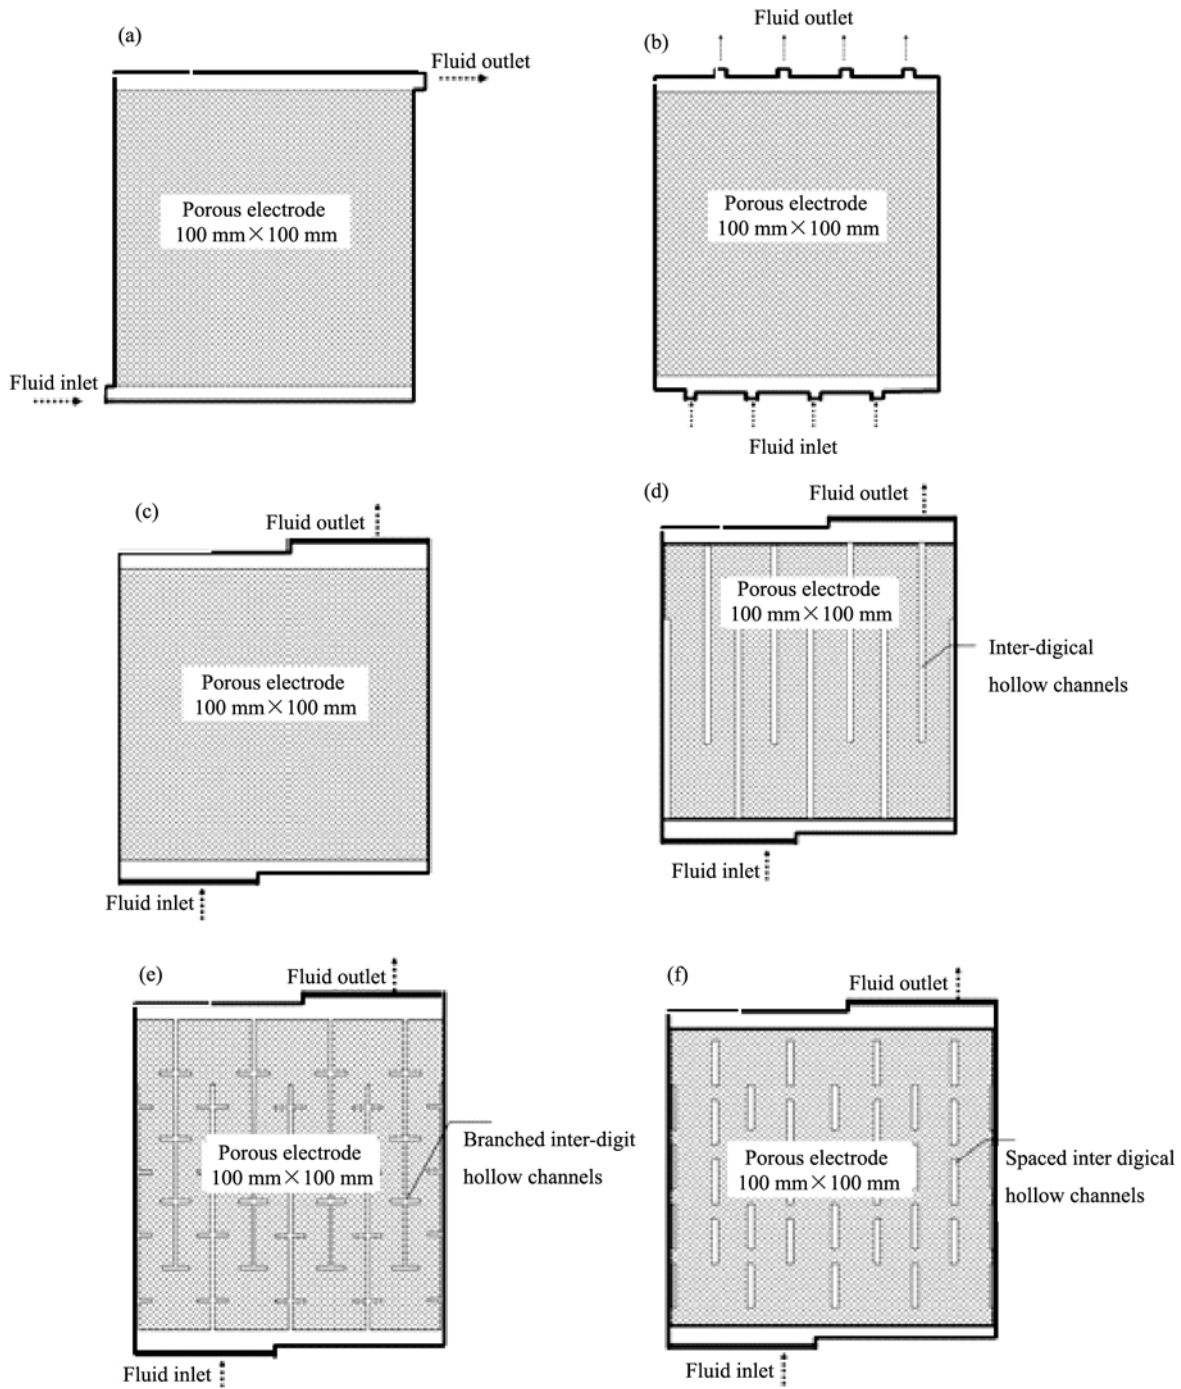 (a)
Fluid outlet
Porous electrode
100 mm×100 mm
Fluid inlet
Fluid outlet
(b)
Porous electrode
100 mm×100 mm
Fluid inlet
(c)
Fluid outlet
Porous electrode
100 mm×100 mm
Fluid inlet
(d)
Fluid outlet
Porous electrode
100 mm×100 mm
Inter-digical
hollow channels
Fluid inlet
(e)
Fluid outlet
Porous electrode
100 mm×100 mm
Branched inter-digit
hollow channels
Fluid inlet
(f)
Fluid outlet
Porous electrode
100 mm×100 mm
Spaced inter digical
hollow channels
Fluid inlet